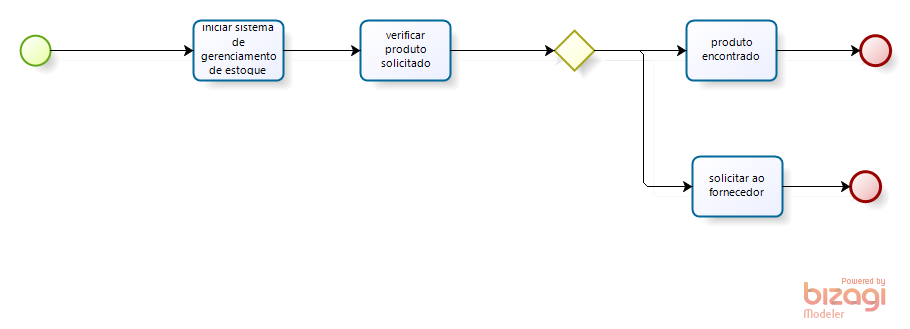 iniciar sistema
de
gerenciamento
de estoque
verificar
produto
solicitado
produto
encontrado
solicitar ao
fornecedor
Powered by
bizagi
Modeler